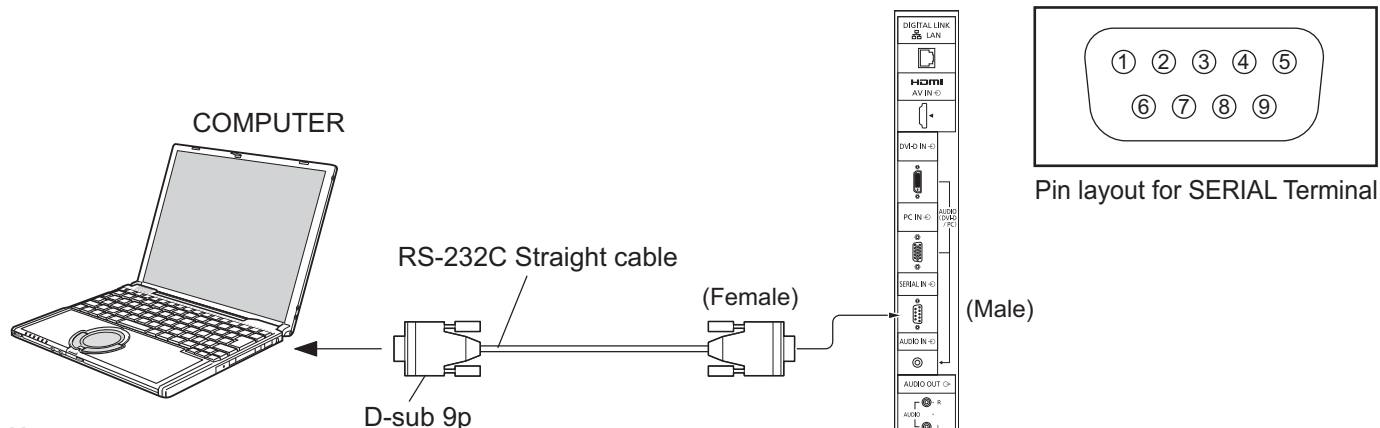 COMPUTER
RS-232C Straight cable
D-sub 9p
(Female)
(Male)
DIGITAL LINK
LAN
HDMI
AV IN
DVI-D IN
PC IN
AUDIO
(DVI-D
/ PC)
SERIAL IN
AUDIO IN
AUDIO OUT
R
AUDIO
L
① ② ③ ④ ⑤
⑥ ⑦ ⑧ ⑨
Pin layout for SERIAL Terminal